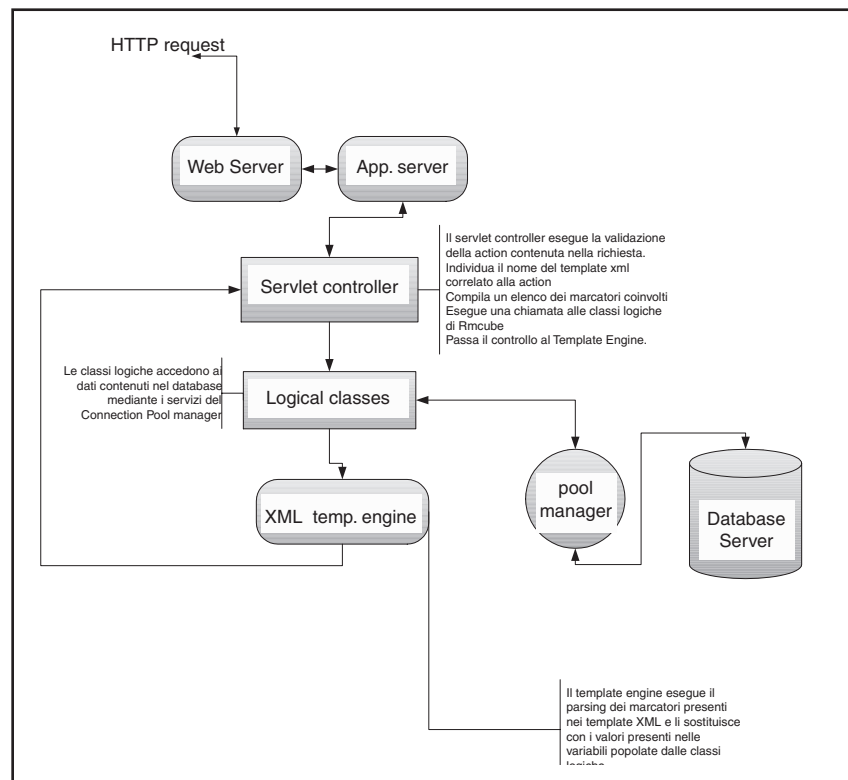 HTTP request
Web Server
App. server
Il servlet controller esegue la validazione
della action contenuta nella richiesta.
Individua il nome del template xml
correlato alla action
Compila un elenco dei marcatori coinvolti
Esegue una chiamata alle classi logiche
di Rmcube
Passa il controllo al Template Engine.
Servlet controller
Le classi logiche accedono ai
dati contenuti nel database
mediante i servizi del
Connection Pool manager
Logical classes
XML temp. engine
pool
manager
Database
Server
Il template engine esegue il
parsing dei marcatori presenti
nei template XML e li sostituisce
con i valori presenti nelle
variabili popolate dalle classi